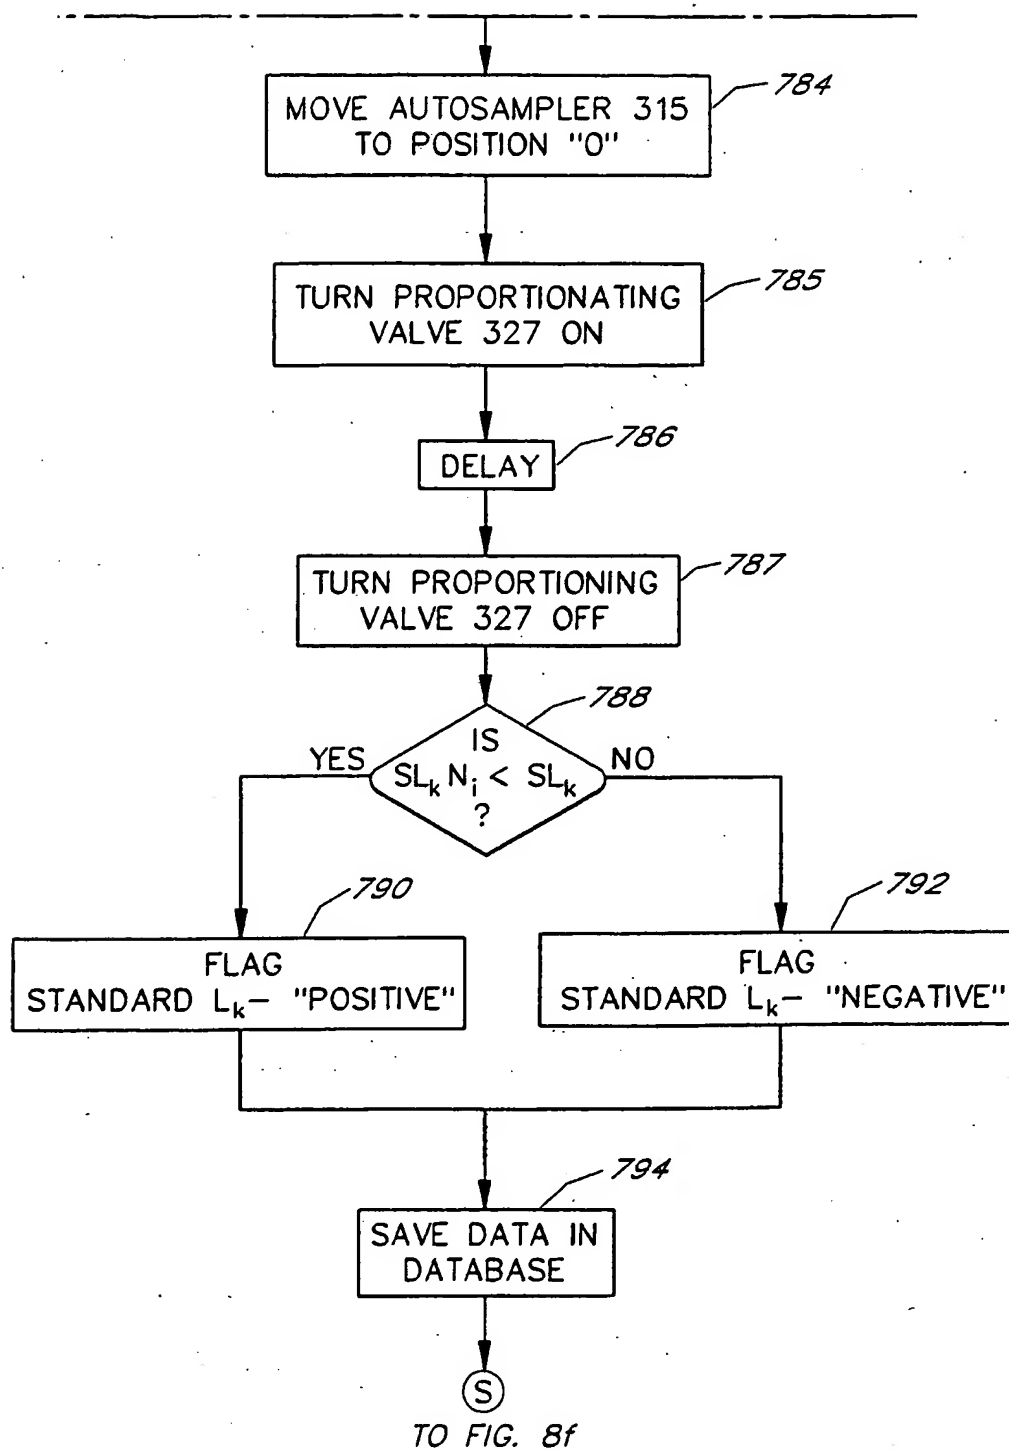 784
MOVE AUTOSAMPLER 315
TO POSITION "O"
785
TURN PROPORTIONATING
VALVE 327 ON
786
DELAY
787
TURN PROPORTIONING
VALVE 327 OFF
788
YES
IS
SLk Ni < SLk
?
NO
790
FLAG
STANDARD Lk- "POSITIVE"
792
FLAG
STANDARD Lk- "NEGATIVE"
794
SAVE DATA IN
DATABASE
S
TO FIG. 8f